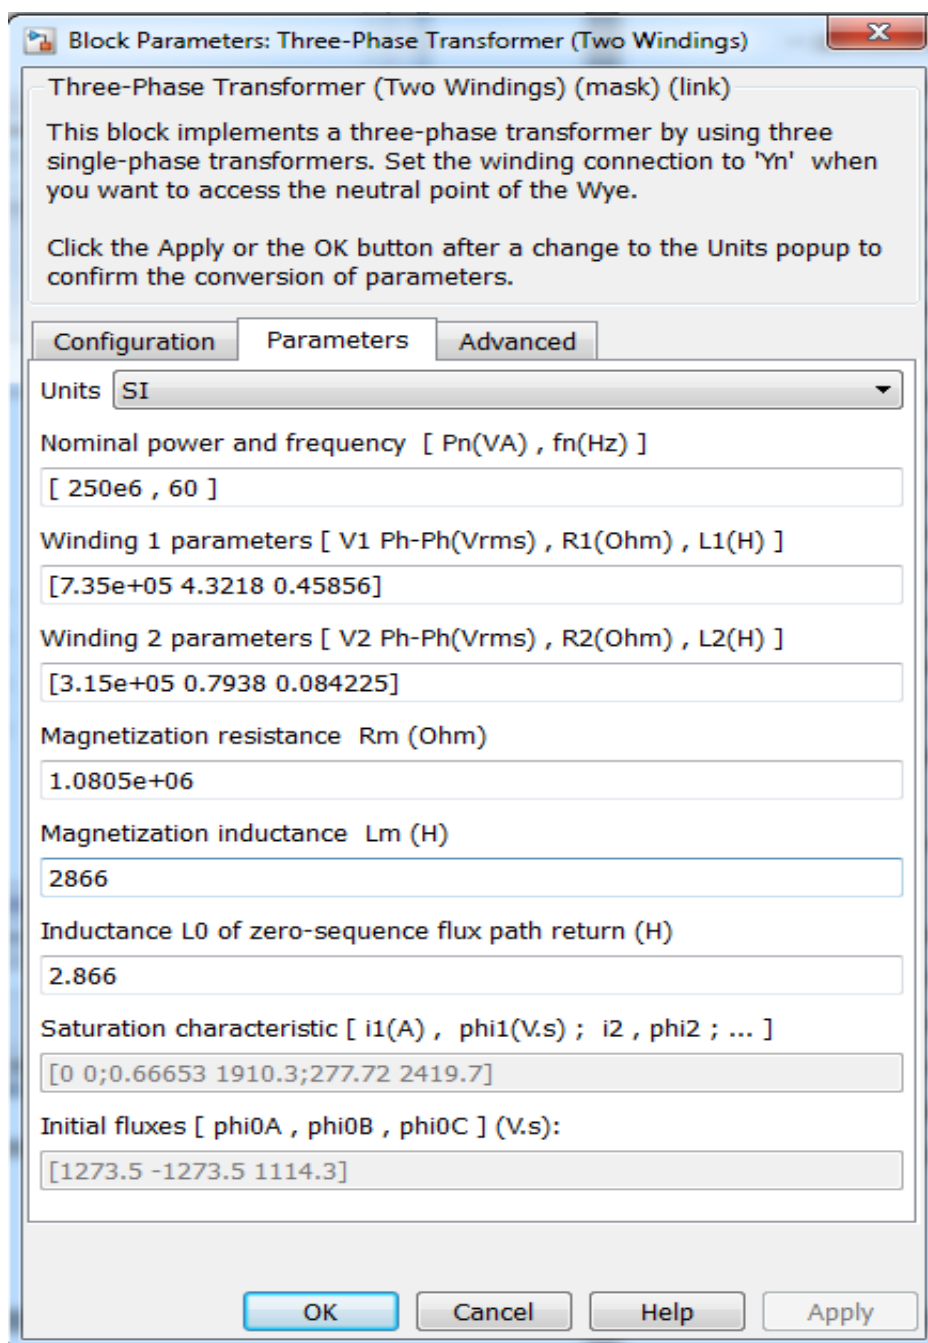 Block Parameters: Three-Phase Transformer (Two Windings)
Three-Phase Transformer (Two Windings) (mask) (link)
This block implements a three-phase transformer by using three
single-phase transformers. Set the winding connection to 'Yn' when
you want to access the neutral point of the Wye.
Click the Apply or the OK button after a change to the Units popup to
confirm the conversion of parameters.
Configuration Parameters Advanced
Units SI
Nominal power and frequency [ Pn(VA) , fn(Hz) ]
[ 250e6 , 60 ]
Winding 1 parameters [ V1 Ph-Ph(Vrms) , R1(Ohm) , L1(H) ]
[7.35e+05 4.3218 0.45856]
Winding 2 parameters [ V2 Ph-Ph(Vrms) , R2(Ohm) , L2(H) ]
[3.15e+05 0.7938 0.084225]
Magnetization resistance Rm (Ohm)
1.0805e+06
Magnetization inductance Lm (H)
2866
Inductance L0 of zero-sequence flux path return (H)
2.866
Saturation characteristic [ i1(A) , phi1(V.s) ; i2 , phi2 ; ... ]
[0 0;0.66653 1910.3;277.72 2419.7]
Initial fluxes [ phi0A , phi0B , phi0C ] (V.s):
[1273.5 -1273.5 1114.3]
OK Cancel Help Apply